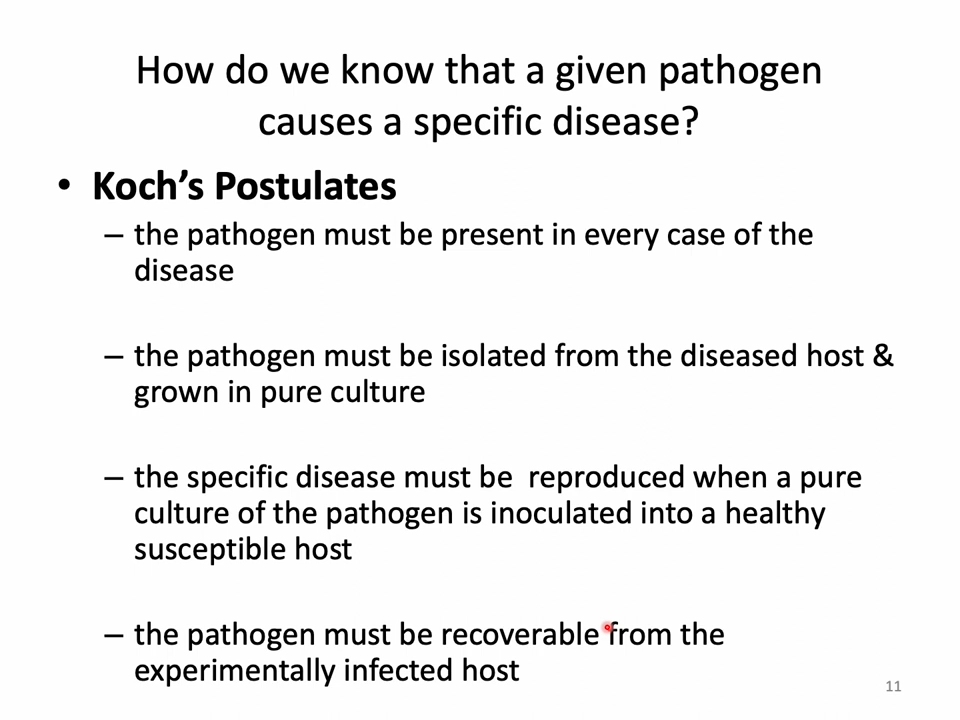 How do we know that a given pathogen
causes a specific disease?
• Koch’s Postulates
– the pathogen must be present in every case of the
disease
– the pathogen must be isolated from the diseased host &
grown in pure culture
– the specific disease must be  reproduced when a pure
culture of the pathogen is inoculated into a healthy
susceptible host
– the pathogen must be recoverable from the
experimentally infected host
11